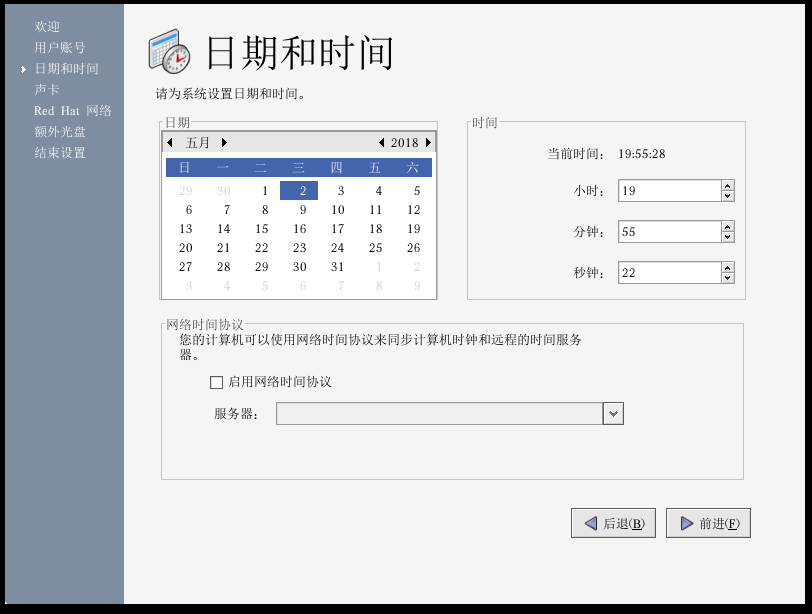 欢迎
用户账号
日期和时间
声卡
Red Hat 网络
额外光盘
结束设置
日期和时间
请为系统设置日期和时间。
日期
五月 2018
日 一 二 三 四 五 六
29 30 1 2 3 4 5
6 7 8 9 10 11 12
13 14 15 16 17 18 19
20 21 22 23 24 25 26
27 28 29 30 31 1 2
3 4 5 6 7 8 9
时间
当前时间： 19:55:28
小时： 19
分钟： 55
秒钟： 22
网络时间协议
您的计算机可以使用网络时间协议来同步计算机时钟和远程的时间服务
器。
启用网络时间协议
服务器：
后退(B) 前进(F)